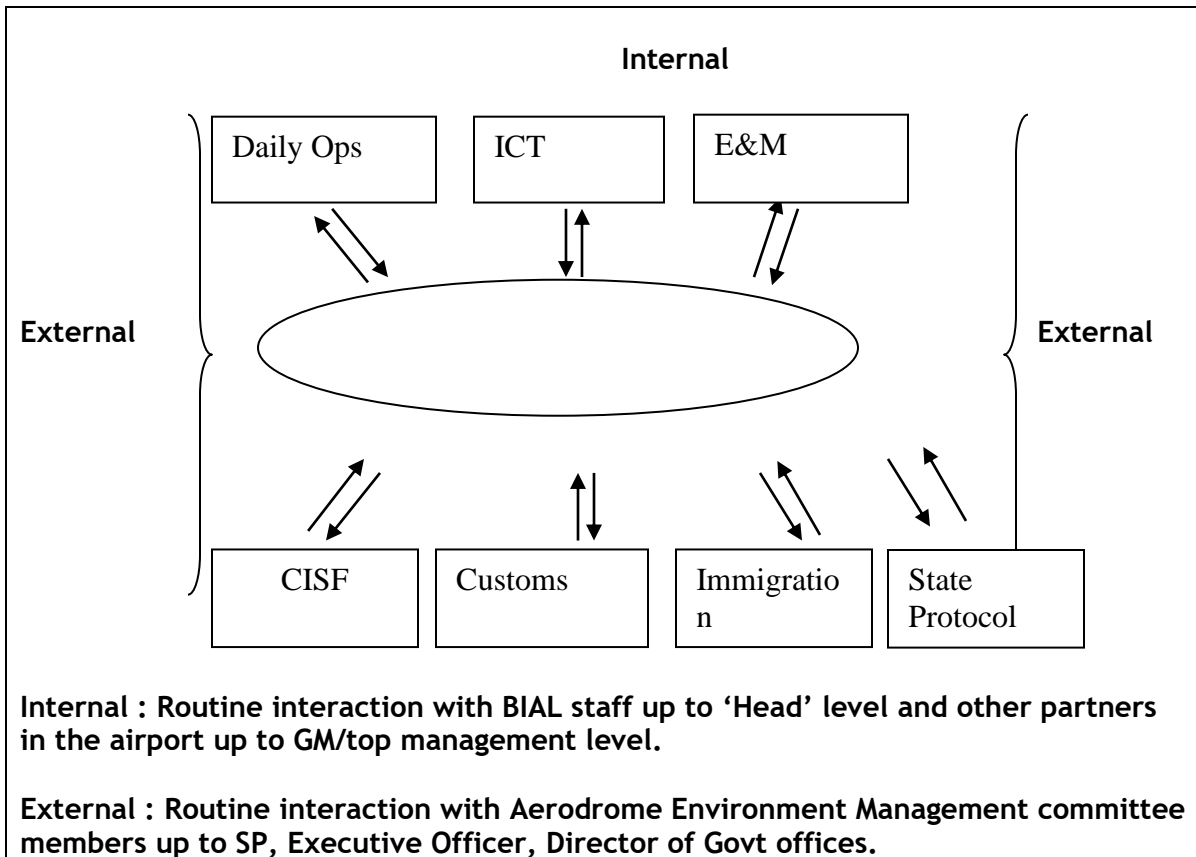 Internal
Daily Ops
ICT
E&M
External
External
CISF
Customs
Immigratio
n
State
Protocol
Internal : Routine interaction with BIAL staff up to ‘Head’ level and other partners
in the airport up to GM/top management level.
External : Routine interaction with Aerodrome Environment Management committee
members up to SP, Executive Officer, Director of Govt offices.